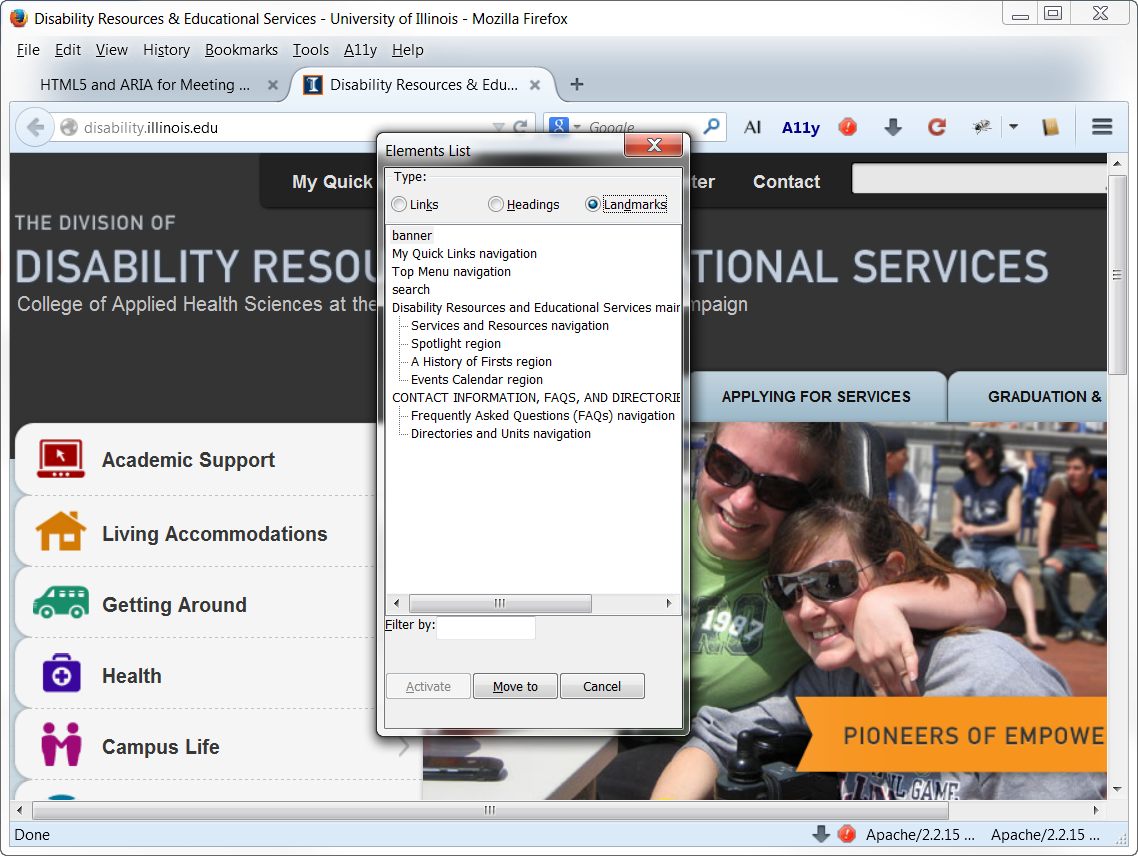 Disability Resources & Educational Services - University of Illinois - Mozilla Firefox
File Edit View History Bookmarks Tools A11y Help
HTML5 and ARIA for Meeting ...
Disability Resources & Edu...
disability.illinois.edu
Google
AI
A11y
Elements List
Type:
Links
Headings
Landmarks
banner
My Quick Links navigation
Top Menu navigation
search
Disability Resources and Educational Services main
Services and Resources navigation
Spotlight region
A History of Firsts region
Events Calendar region
CONTACT INFORMATION, FAQS, AND DIRECTORIE
Frequently Asked Questions (FAQs) navigation
Directories and Units navigation
Filter by:
Activate
Move to
Cancel
My Quick
ter
Contact
THE DIVISION OF
DISABILITY RESOU TIONAL SERVICES
College of Applied Health Sciences at the mpaign
APPLYING FOR SERVICES
GRADUATION &
Academic Support
Living Accommodations
Getting Around
Health
Campus Life
1987
PIONEERS OF EMPOWE
GAME
Done
Apache/2.2.15 ...
Apache/2.2.15 ...